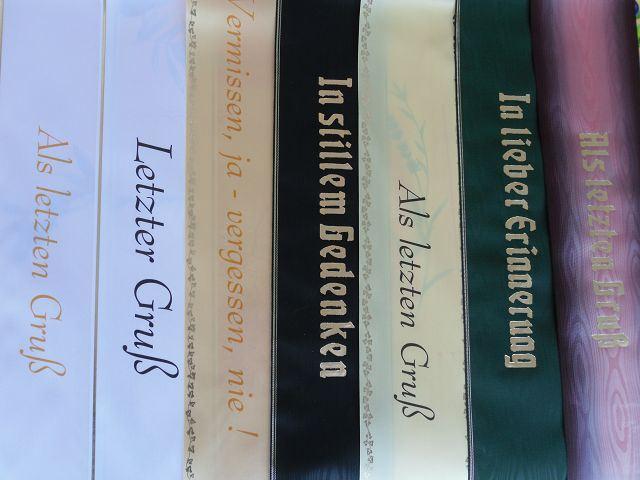 Als letzten Gruß
In lieber Erinnerung
Als letzten Gruß
In stillem Gedenken
Vermissen, ja - vergessen, nie !
Letzter Gruß
Als letzten Gruß